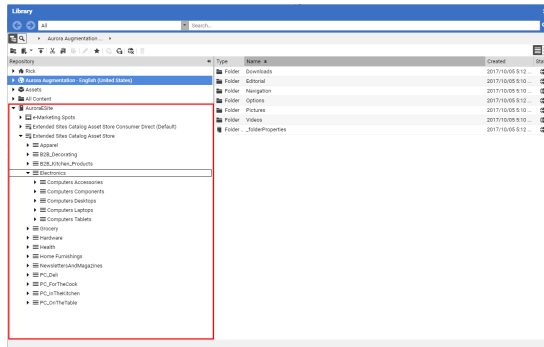 Library
All
Search...
Aurora Augmentation ...
Repository
Type Name Created Sta
Rick
Aurora Augmentation - English (United States)
Assets
All Content
AuroraESite
e-Marketing Spots
Extended Sites Catalog Asset Store Consumer Direct (Default)
Extended Sites Catalog Asset Store
Apparel
B2B_Decorating
B2B_Kitchen_Products
Electronics
Computers Accessories
Computers Components
Computers Desktops
Computers Laptops
Computers Tablets
Grocery
Hardware
Health
Home Furnishings
NewslettersAndMagazines
PC_Deli
PC_ForTheCook
PC_InTheKitchen
PC_OnTheTable
Folder Downloads 2017/10/05 5:12 ...
Folder Editorial 2017/10/05 5:10 ...
Folder Navigation 2017/10/05 5:10 ...
Folder Options 2017/10/05 5:12 ...
Folder Pictures 2017/10/05 5:10 ...
Folder Videos 2017/10/05 5:10 ...
Folder... _folderProperties 2017/10/05 5:12 ...